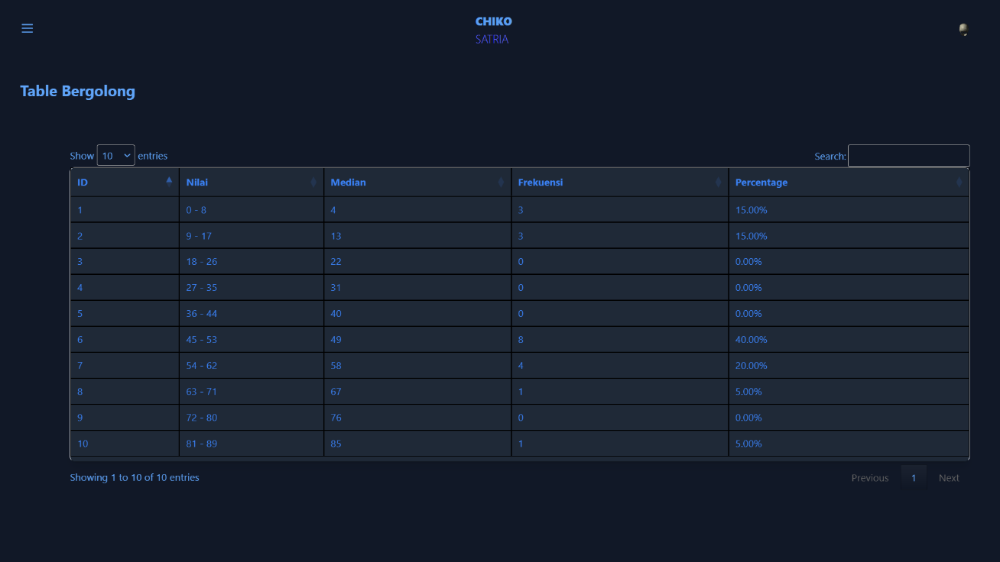 CHIKO
SATRIA
Table Bergolong
Show 10 entries Search:
ID Nilai Median Frekuensi Percentage
1 0 - 8 4 3 15.00%
2 9 - 17 13 3 15.00%
3 18 - 26 22 0 0.00%
4 27 - 35 31 0 0.00%
5 36 - 44 40 0 0.00%
6 45 - 53 49 8 40.00%
7 54 - 62 58 4 20.00%
8 63 - 71 67 1 5.00%
9 72 - 80 76 0 0.00%
10 81 - 89 85 1 5.00%
Showing 1 to 10 of 10 entries Previous 1 Next